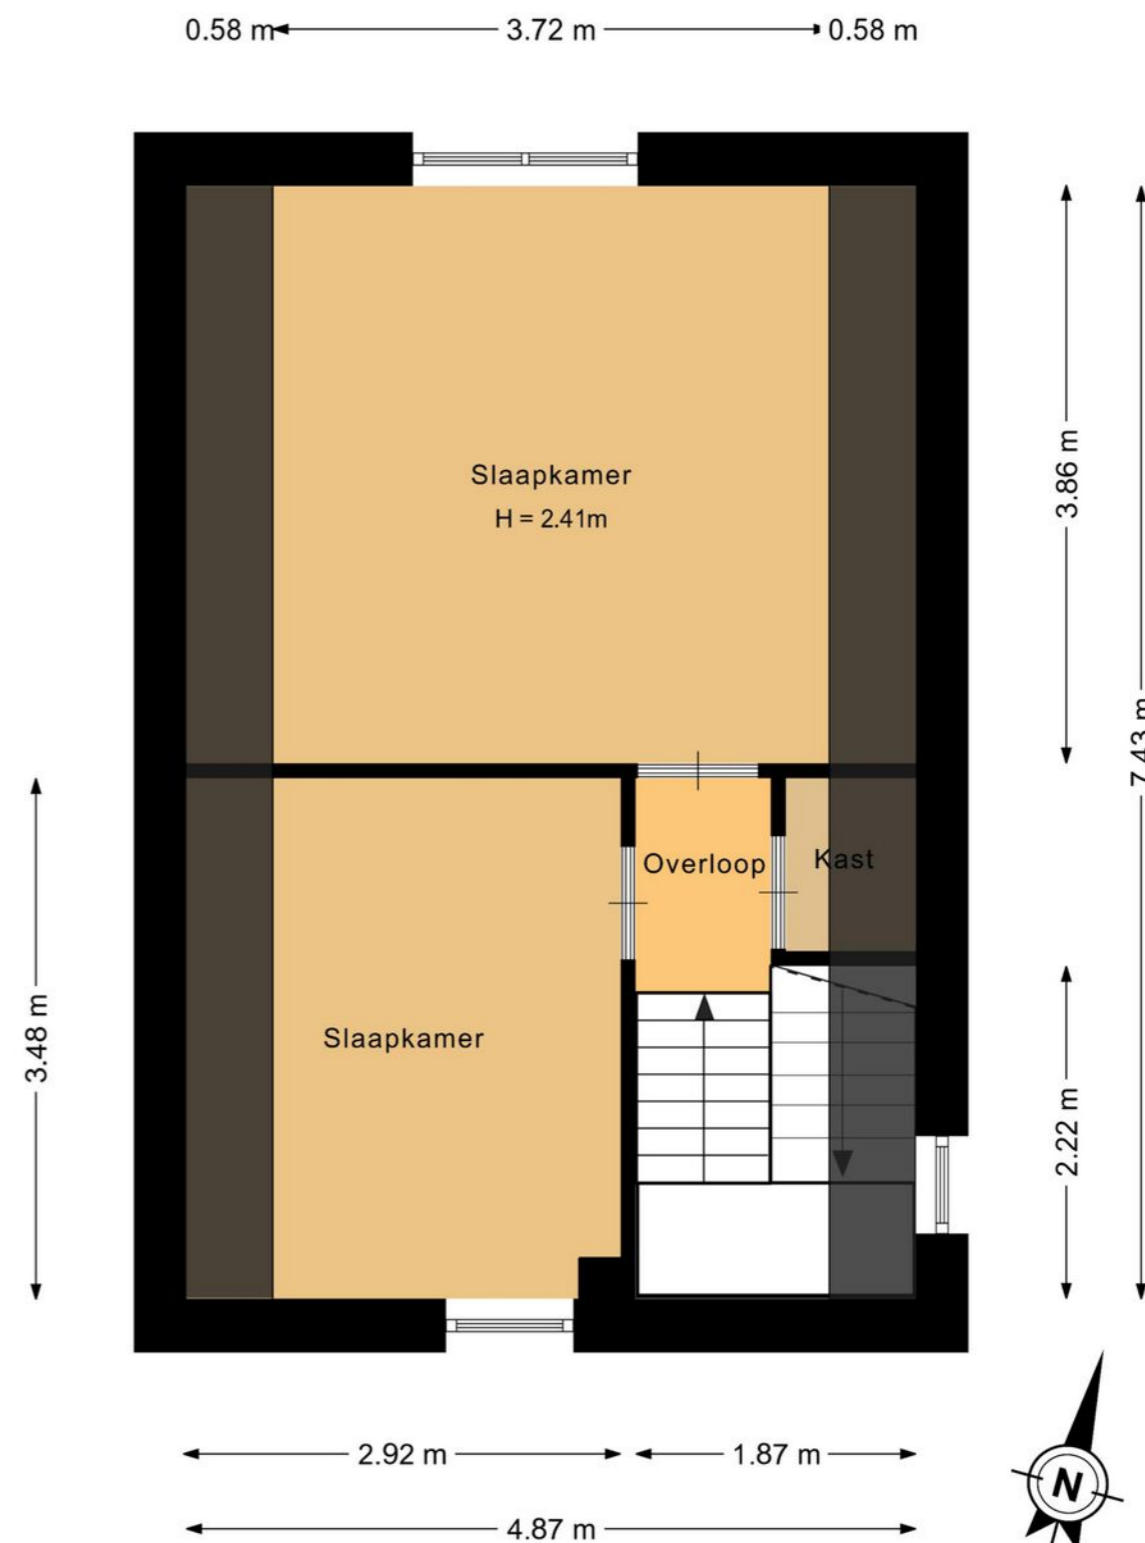 0.58 m 3.72 m 0.58 m
Slaapkamer
H = 2.41m
3.86 m
7.43 m
Overloop
Kast
Slaapkamer
3.48 m
2.22 m
2.92 m 1.87 m
4.87 m
N